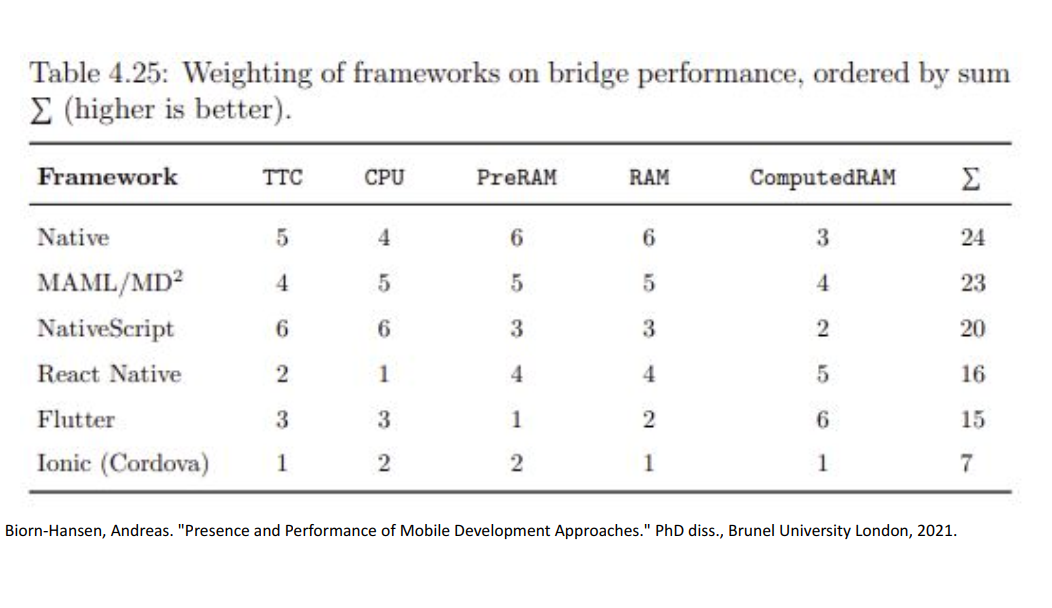 Table 4.25: Weighting of frameworks on bridge performance, ordered by sum
∑ (higher is better).
Framework TTC CPU PreRAM RAM ComputedRAM ∑
Native 5 4 6 6 3 24
MAML/MD² 4 5 5 5 4 23
NativeScript 6 6 3 3 2 20
React Native 2 1 4 4 5 16
Flutter 3 3 1 2 6 15
Ionic (Cordova) 1 2 2 1 1 7
Biorn-Hansen, Andreas. "Presence and Performance of Mobile Development Approaches." PhD diss., Brunel University London, 2021.